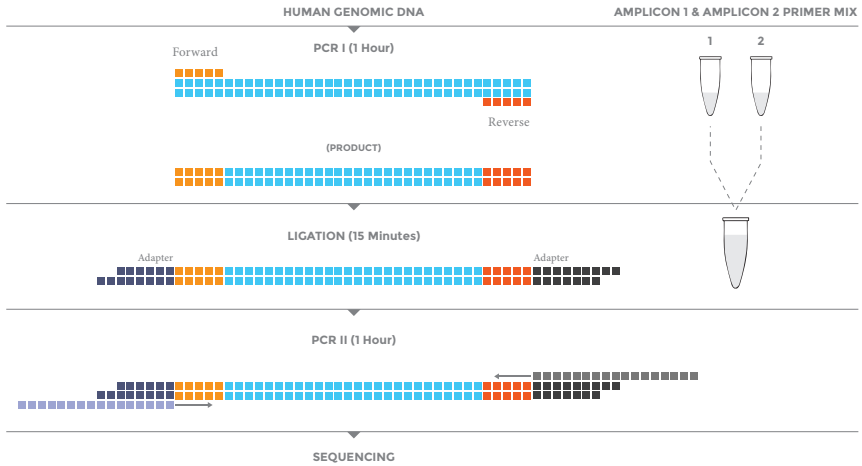 HUMAN GENOMIC DNA
AMPLICON 1 & AMPLICON 2 PRIMER MIX
PCR I (1 Hour)
1 2
Forward
Reverse
(PRODUCT)
LIGATION (15 Minutes)
Adapter Adapter
PCR II (1 Hour)
SEQUENCING